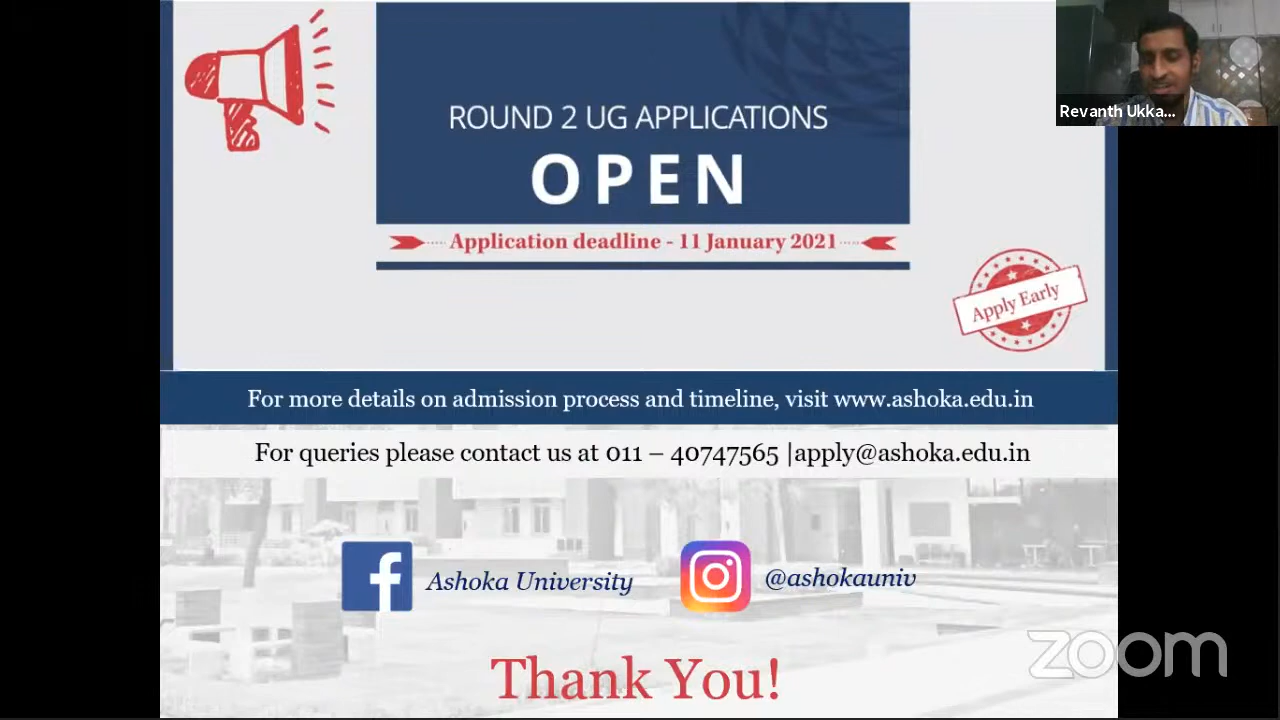 ROUND 2 UG APPLICATIONS
OPEN
Application deadline - 11 January 2021
Apply Early
Revanth Ukka...
For more details on admission process and timeline, visit www.ashoka.edu.in
For queries please contact us at 011 – 40747565 |apply@ashoka.edu.in
Ashoka University
@ashokauniv
zoom
Thank You!